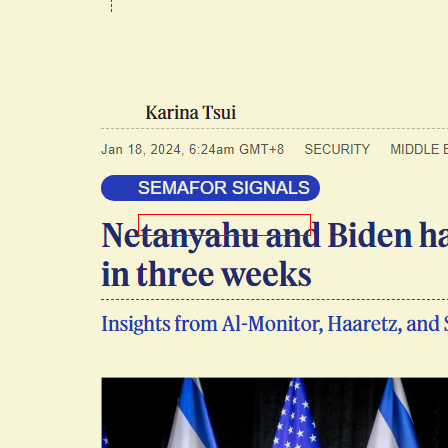 Karina Tsui
Jan 18, 2024, 6:24am GMT+8 SECURITY MIDDLE
SEMAFOR SIGNALS
Netanyahu and Biden
in three weeks
Insights from Al-Monitor, Haaretz, and